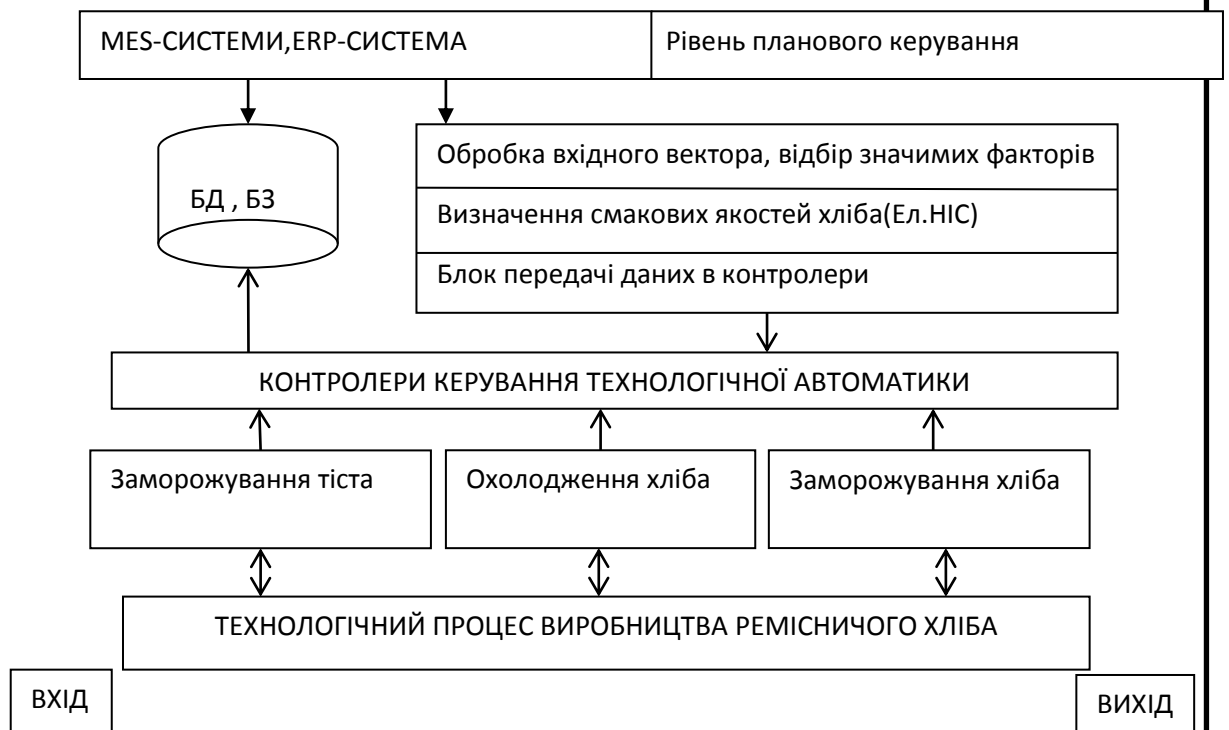 MES-СИСТЕМИ,ERP-СИСТЕМА
Рівень планового керування
БД , БЗ
Обробка вхідного вектора, відбір значимих факторів
Визначення смакових якостей хліба(Ел.НІС)
Блок передачі даних в контролери
КОНТРОЛЕРИ КЕРУВАННЯ ТЕХНОЛОГІЧНОЇ АВТОМАТИКИ
Заморожування тіста
Охолодження хліба
Заморожування хліба
ТЕХНОЛОГІЧНИЙ ПРОЦЕС ВИРОБНИЦТВА РЕМІСНИЧОГО ХЛІБА
ВХІД
ВИХІД